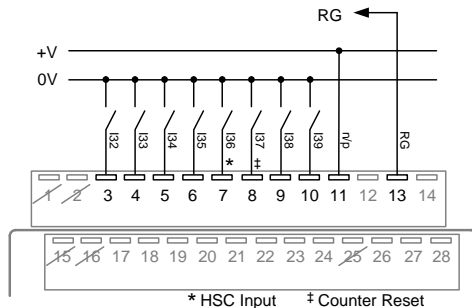 RG
+V
0V
I32 I33 I34 I35 I36 I37 I38 I39 n/p RG
* ‡
1 2 3 4 5 6 7 8 9 10 11 12 13 14
15 16 17 18 19 20 21 22 23 24 25 26 27 28
* HSC Input ‡ Counter Reset